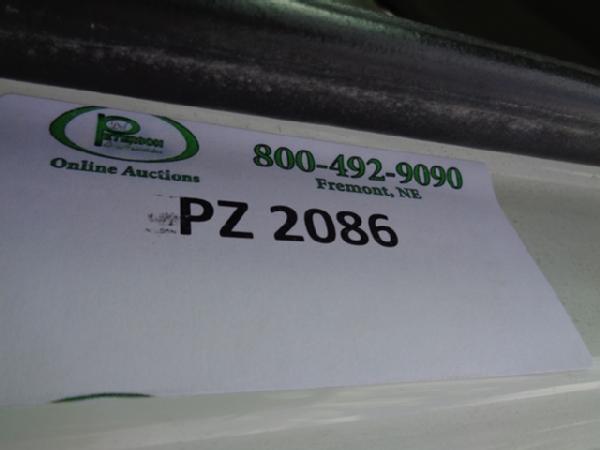 Online Auctions
800-492-9090
Fremont, NE
PZ 2086